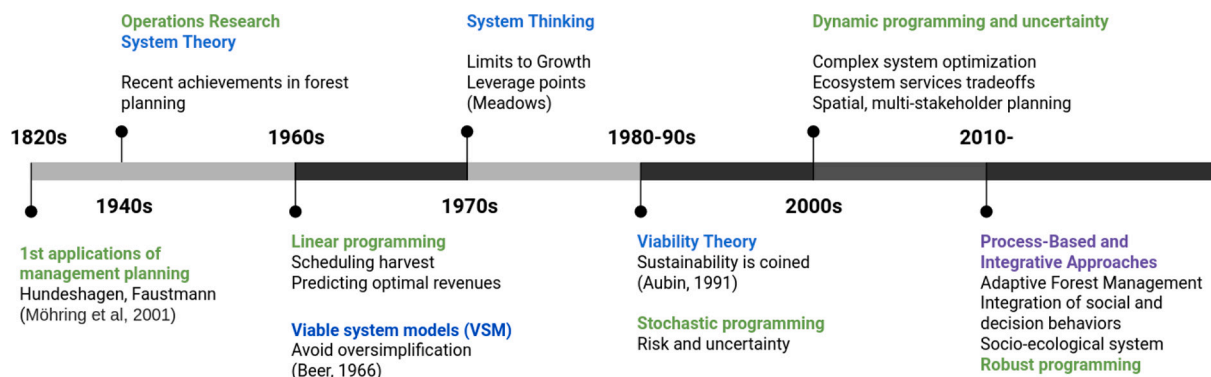 Operations Research
System Theory
Recent achievements in forest
planning
System Thinking
Limits to Growth
Leverage points
(Meadows)
Dynamic programming and uncertainty
Complex system optimization
Ecosystem services tradeoffs
Spatial, multi-stakeholder planning
1820s
1960s
1980-90s
2010-
1940s
1970s
2000s
1st applications of
management planning
Hundeshagen, Faustmann
(Möhring et al, 2001)
Linear programming
Scheduling harvest
Predicting optimal revenues
Viable system models (VSM)
Avoid oversimplification
(Beer, 1966)
Viability Theory
Sustainability is coined
(Aubin, 1991)
Stochastic programming
Risk and uncertainty
Process-Based and
Integrative Approaches
Adaptive Forest Management
Integration of social and
decision behaviors
Socio-ecological system
Robust programming